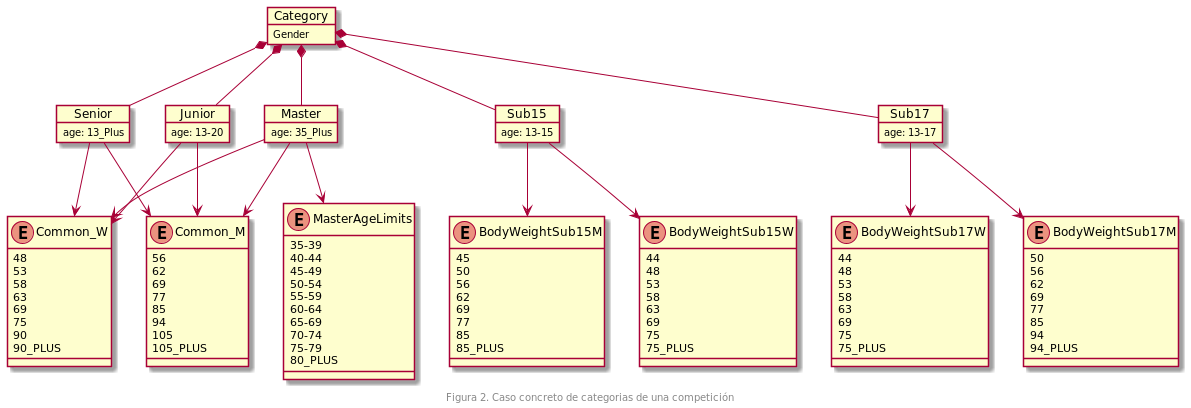 Category
Gender
Senior
age: 13_Plus
Junior
age: 13-20
Master
age: 35_Plus
Sub15
age: 13-15
Sub17
age: 13-17
E Common_W
48
53
58
63
69
75
90
90_PLUS
E Common_M
56
62
69
77
85
94
105
105_PLUS
E MasterAgeLimits
35-39
40-44
45-49
50-54
55-59
60-64
65-69
70-74
75-79
80_PLUS
E BodyWeightSub15M
45
50
56
62
69
77
85
85_PLUS
E BodyWeightSub15W
44
48
53
58
63
69
75
75_PLUS
E BodyWeightSub17W
44
48
53
58
63
69
75
75_PLUS
E BodyWeightSub17M
50
56
62
69
77
85
94
94_PLUS
Figura 2. Caso concreto de categorias de una competición